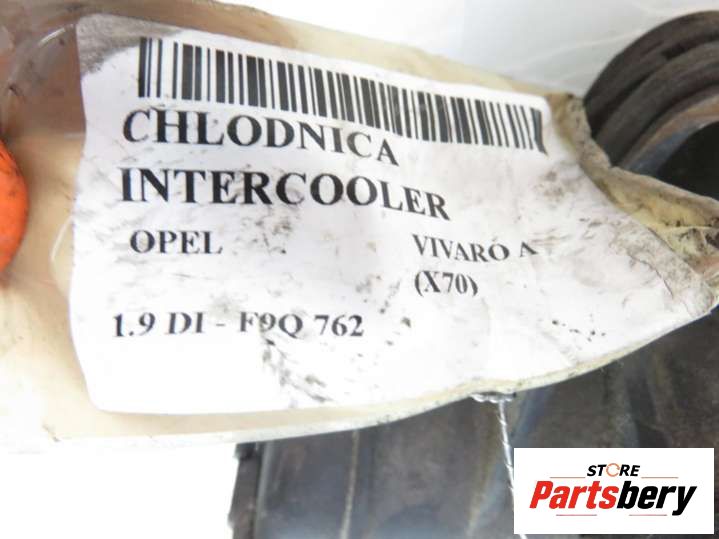 CHLODNICA
INTERCOOLER
OPEL VIVARO A
(X70)
1.9 DI - F9Q 762
STORE
Partsbery